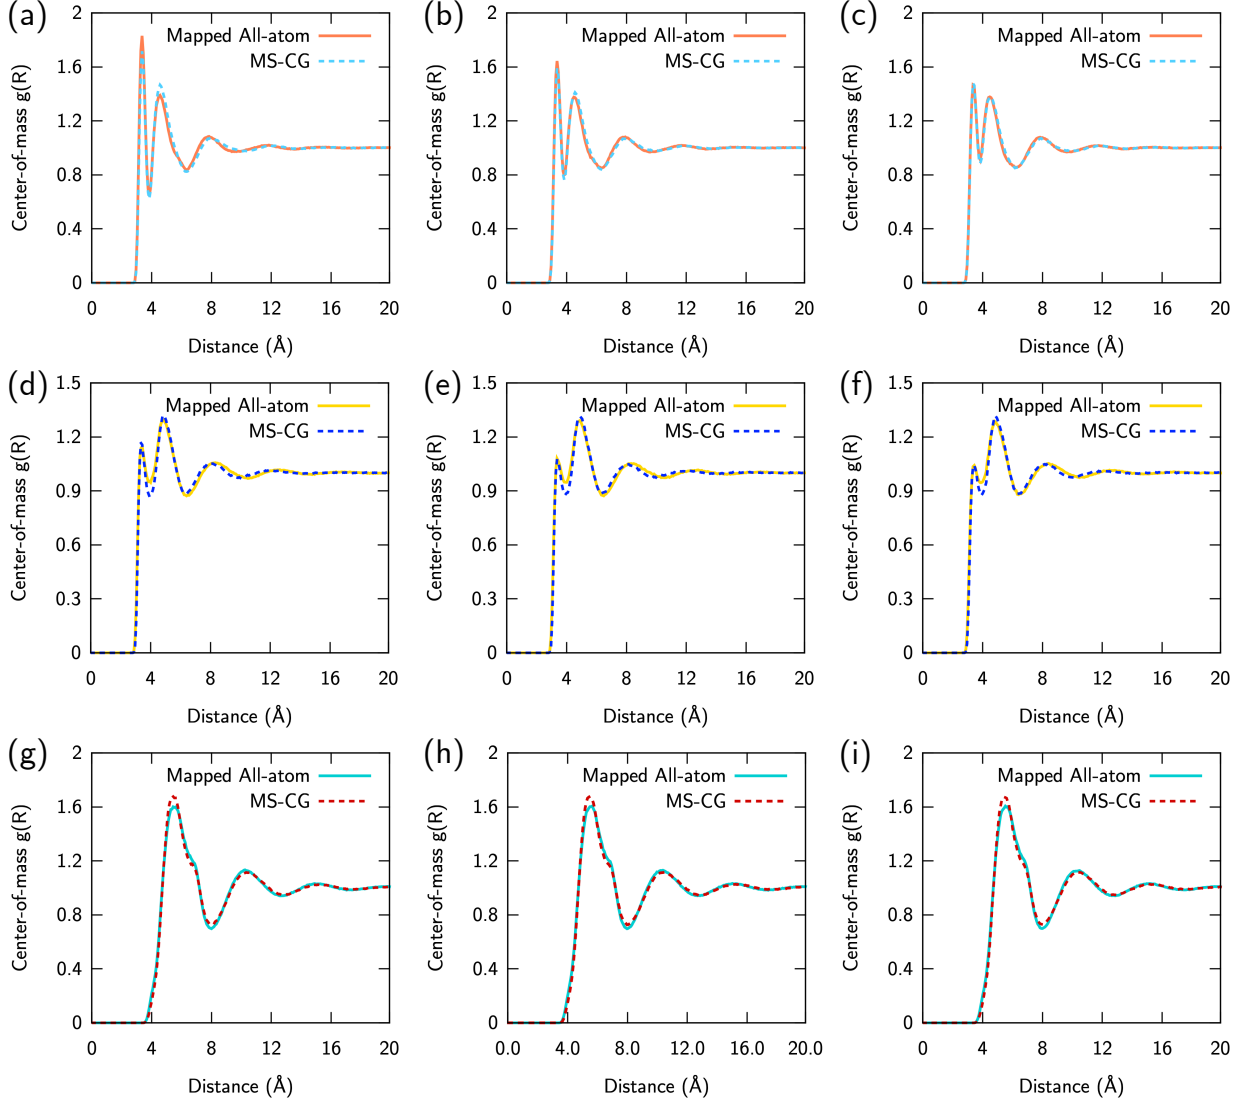 (a)
2
1.6
1.2
0.8
0.4
0
Center-of-mass g(R)
Mapped All-atom
MS-CG
0 4 8 12 16 20
Distance (Å)
(b)
2
1.6
1.2
0.8
0.4
0
Center-of-mass g(R)
Mapped All-atom
MS-CG
0 4 8 12 16 20
Distance (Å)
(c)
2
1.6
1.2
0.8
0.4
0
Center-of-mass g(R)
Mapped All-atom
MS-CG
0 4 8 12 16 20
Distance (Å)
(d)
1.5
1.2
0.9
0.6
0.3
0
Center-of-mass g(R)
Mapped All-atom
MS-CG
0 4 8 12 16 20
Distance (Å)
(e)
1.5
1.2
0.9
0.6
0.3
0
Center-of-mass g(R)
Mapped All-atom
MS-CG
0 4 8 12 16 20
Distance (Å)
(f)
1.5
1.2
0.9
0.6
0.3
0
Center-of-mass g(R)
Mapped All-atom
MS-CG
0 4 8 12 16 20
Distance (Å)
(g)
2
1.6
1.2
0.8
0.4
0
Center-of-mass g(R)
Mapped All-atom
MS-CG
0 4 8 12 16 20
Distance (Å)
(h)
2
1.6
1.2
0.8
0.4
0
Center-of-mass g(R)
Mapped All-atom
MS-CG
0.0 4.0 8.0 12.0 16.0 20.0
Distance (Å)
(i)
2
1.6
1.2
0.8
0.4
0
Center-of-mass g(R)
Mapped All-atom
MS-CG
0 4 8 12 16 20
Distance (Å)